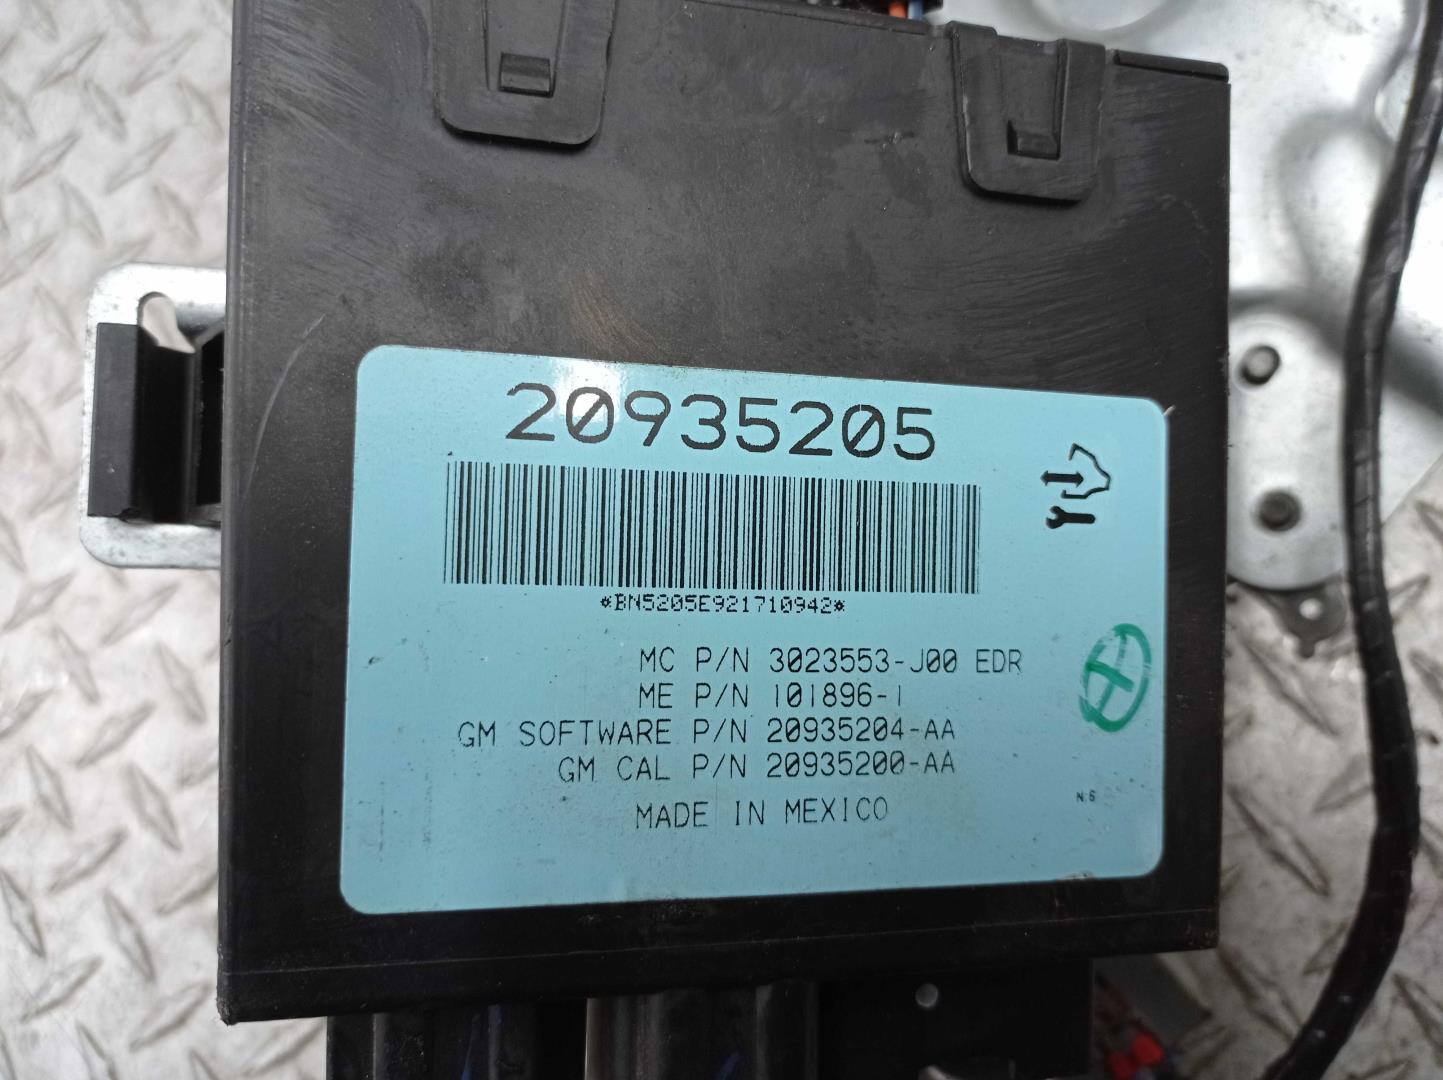 20935205
*BN5205E921710942*
MC P/N 3023553-J00 EDR
ME P/N 101896-1
GM SOFTWARE P/N 20935204-AA
GM CAL P/N 20935200-AA
MADE IN MEXICO
N:6